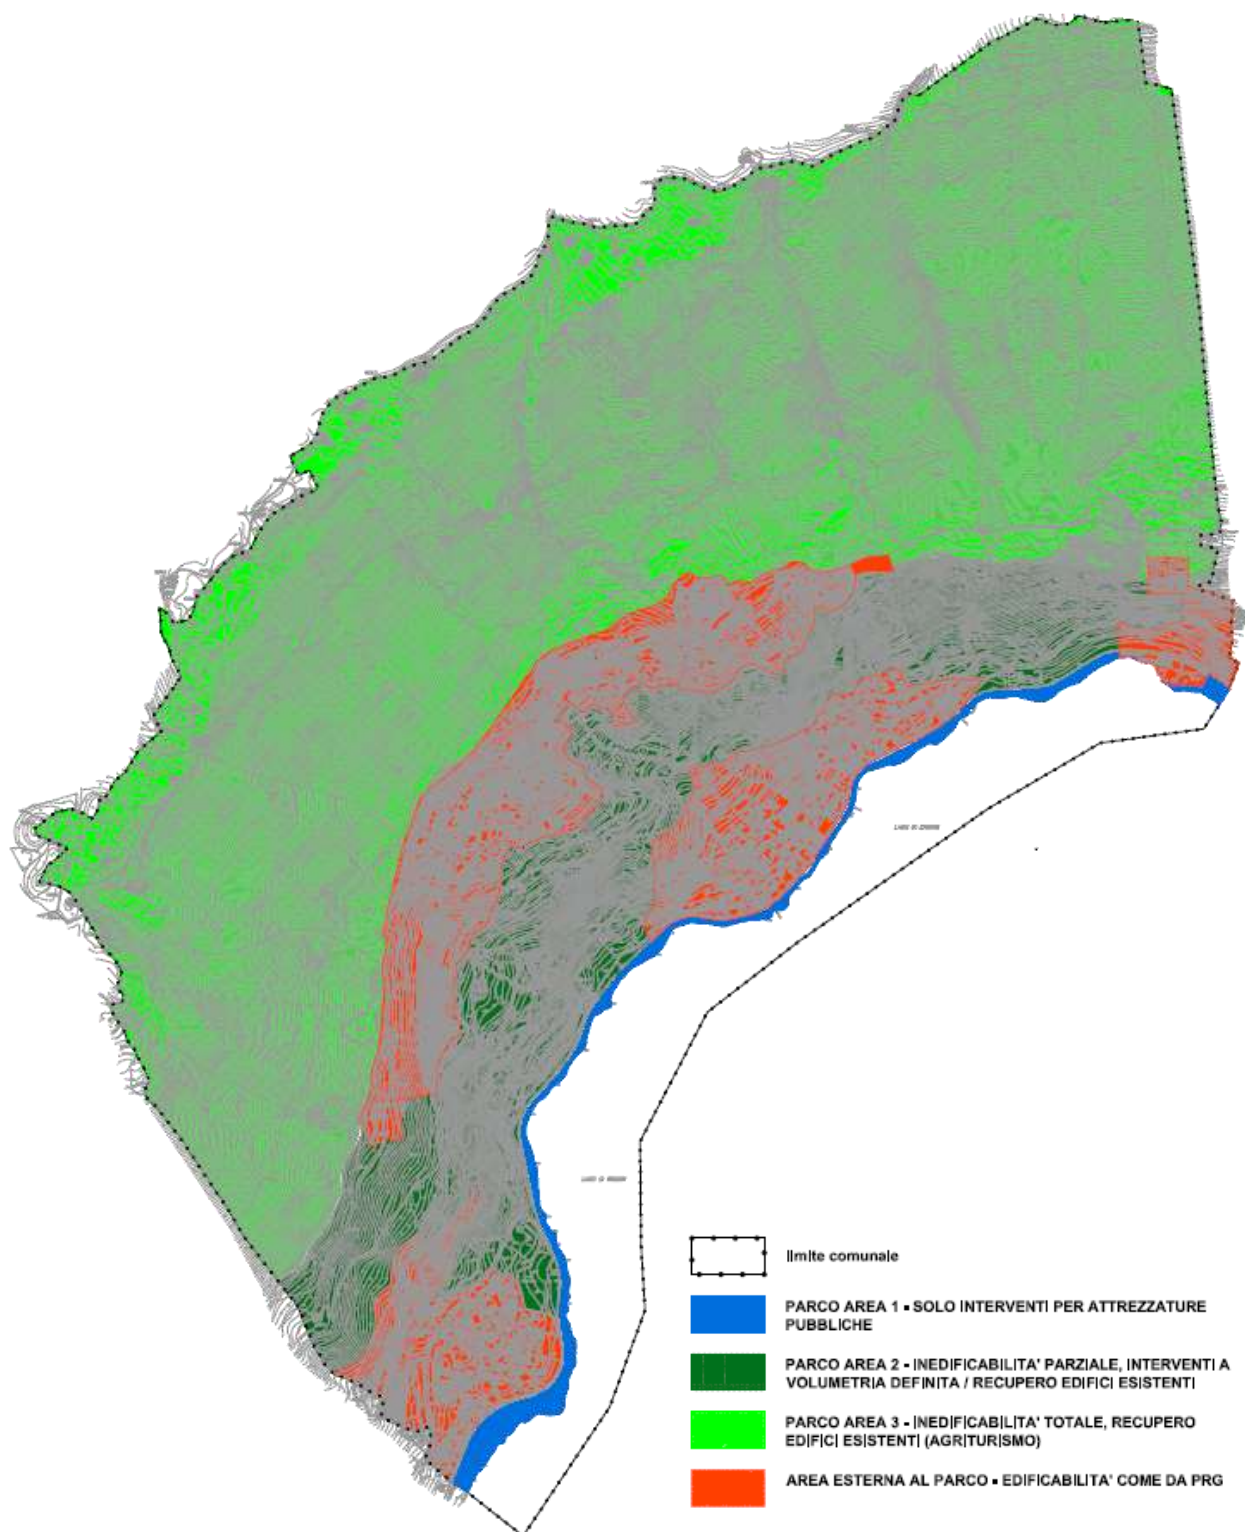 limite comunale
PARCO AREA 1 - SOLO INTERVENTI PER ATTREZZATURE
PUBBLICHE
PARCO AREA 2 - INEDIFICABILITA' PARZIALE, INTERVENTI A
VOLUMETRIA DEFINITA / RECUPERO EDIFICI ESISTENTI
PARCO AREA 3 - INEDIFICABILITA' TOTALE, RECUPERO
EDIFICI ESISTENTI (AGRITURISMO)
AREA ESTERNA AL PARCO - EDIFICABILITA' COME DA PRG